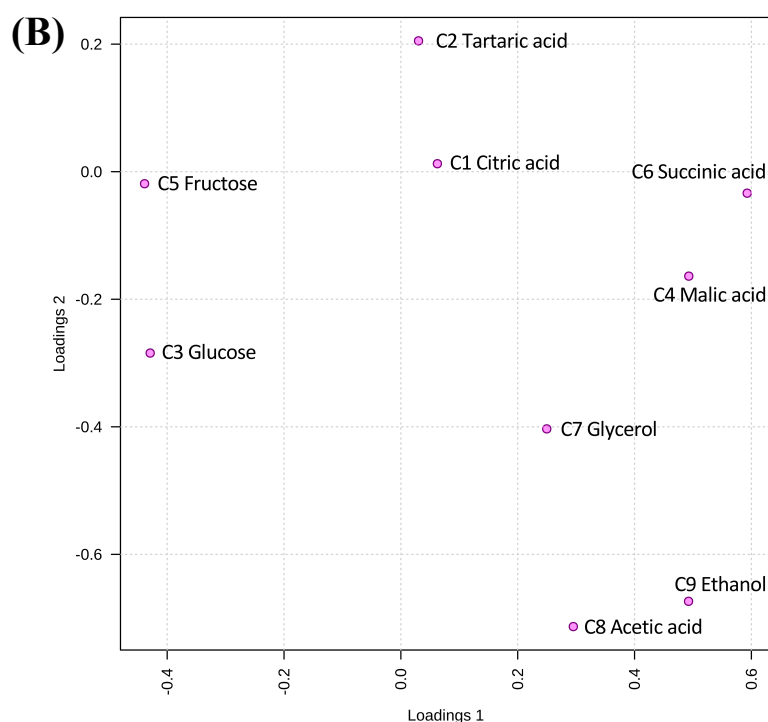 (B)
0.2
C2 Tartaric acid
C1 Citric acid
0.0
C6 Succinic acid
C5 Fructose
-0.2
C4 Malic acid
Loadings 2
C3 Glucose
-0.4
C7 Glycerol
-0.6
C9 Ethanol
C8 Acetic acid
-0.4
-0.2
0.0
0.2
0.4
0.6
Loadings 1